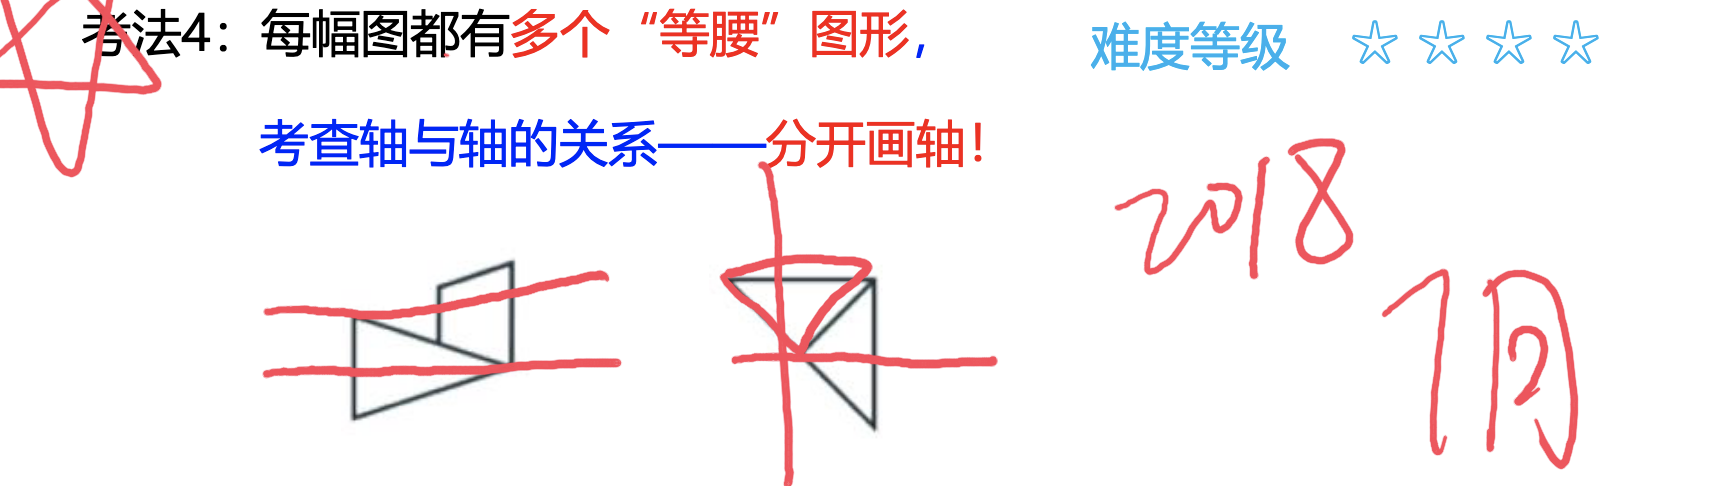 考法4：每幅图都有多个“等腰”图形，
难度等级 ☆ ☆ ☆ ☆
考查轴与轴的关系——分开画轴！
2018
1月